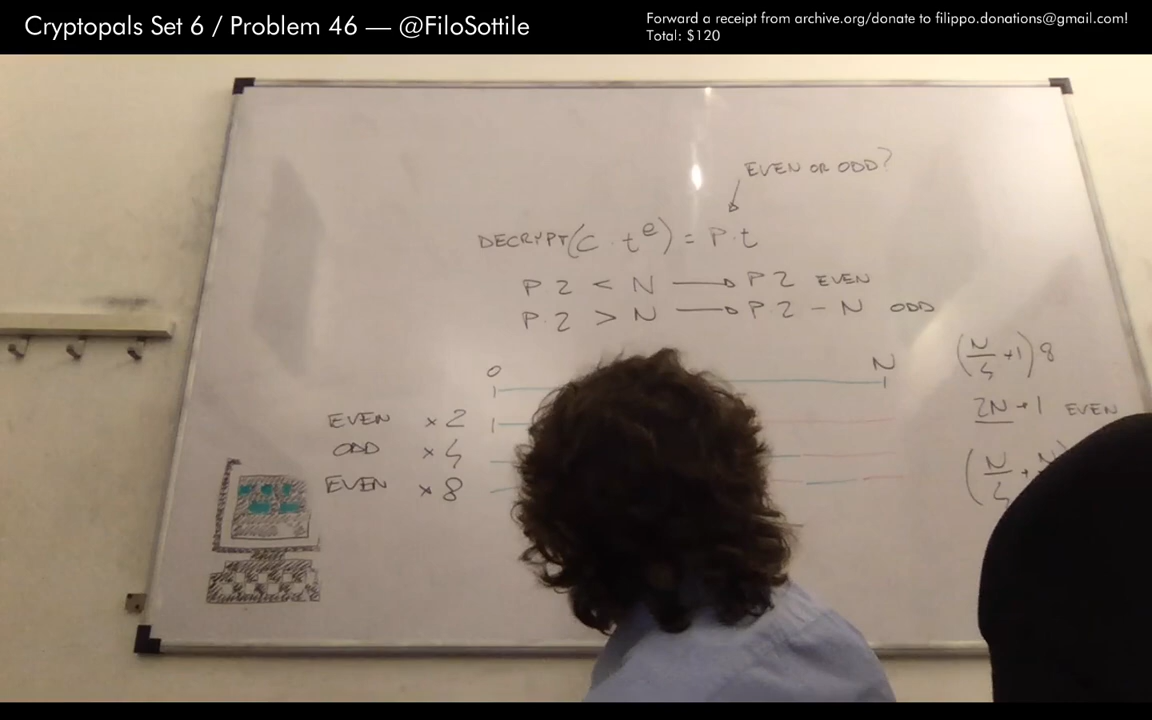 Cryptopals Set 6 / Problem 46 — @FiloSottile
Forward a receipt from archive.org/donate to filippo.donations@gmail.com!
Total: $120
EVEN OR ODD?
DECRYPT(C · t^e) = P·t
P 2 < N → P 2 EVEN
P·2 > N → P·2 - N ODD
0 N
EVEN ×2
ODD ×4
EVEN ×8
(N/4 +1) 8
2N+1 EVEN
(N/4 + N